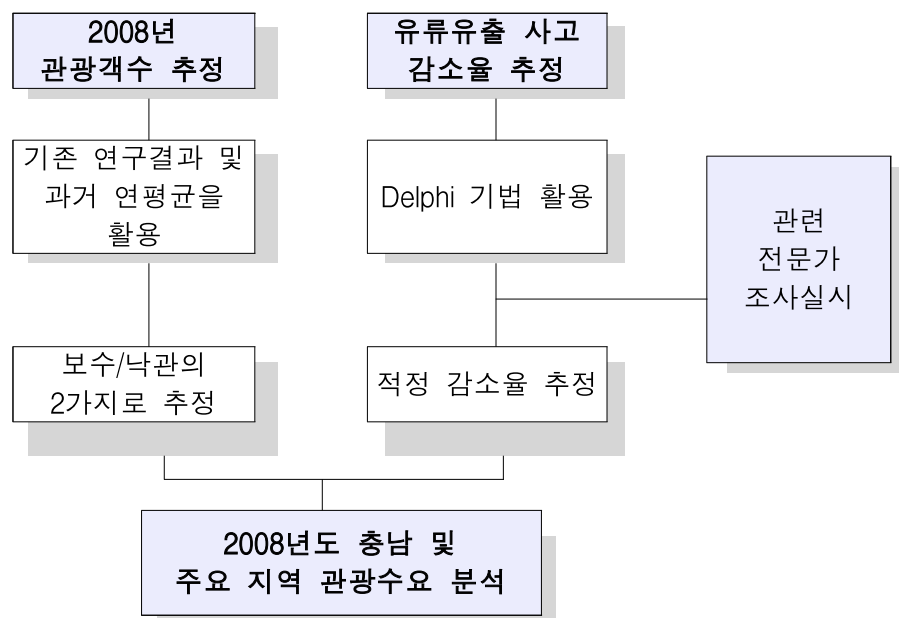 2008년
관광객수 추정
유류유출 사고
감소율 추정
기존 연구결과 및
과거 연평균을
활용
Delphi 기법 활용
관련
전문가
조사실시
보수/낙관의
2가지로 추정
적정 감소율 추정
2008년도 충남 및
주요 지역 관광수요 분석